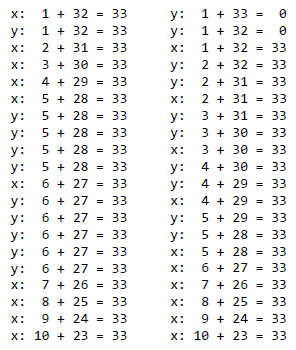 x:  1 + 32 = 33     y:  1 + 33 =  0
y:  1 + 32 = 33     y:  1 + 32 =  0
x:  2 + 31 = 33     x:  1 + 32 = 33
x:  3 + 30 = 33     y:  2 + 32 = 33
x:  4 + 29 = 33     y:  2 + 31 = 33
x:  5 + 28 = 33     x:  2 + 31 = 33
y:  5 + 28 = 33     y:  3 + 31 = 33
y:  5 + 28 = 33     y:  3 + 30 = 33
y:  5 + 28 = 33     x:  3 + 30 = 33
y:  5 + 28 = 33     y:  4 + 30 = 33
x:  6 + 27 = 33     y:  4 + 29 = 33
y:  6 + 27 = 33     x:  4 + 29 = 33
y:  6 + 27 = 33     y:  5 + 29 = 33
y:  6 + 27 = 33     y:  5 + 28 = 33
y:  6 + 27 = 33     x:  5 + 28 = 33
y:  6 + 27 = 33     x:  6 + 27 = 33
x:  7 + 26 = 33     x:  7 + 26 = 33
x:  8 + 25 = 33     x:  8 + 25 = 33
x:  9 + 24 = 33     x:  9 + 24 = 33
x: 10 + 23 = 33     x: 10 + 23 = 33